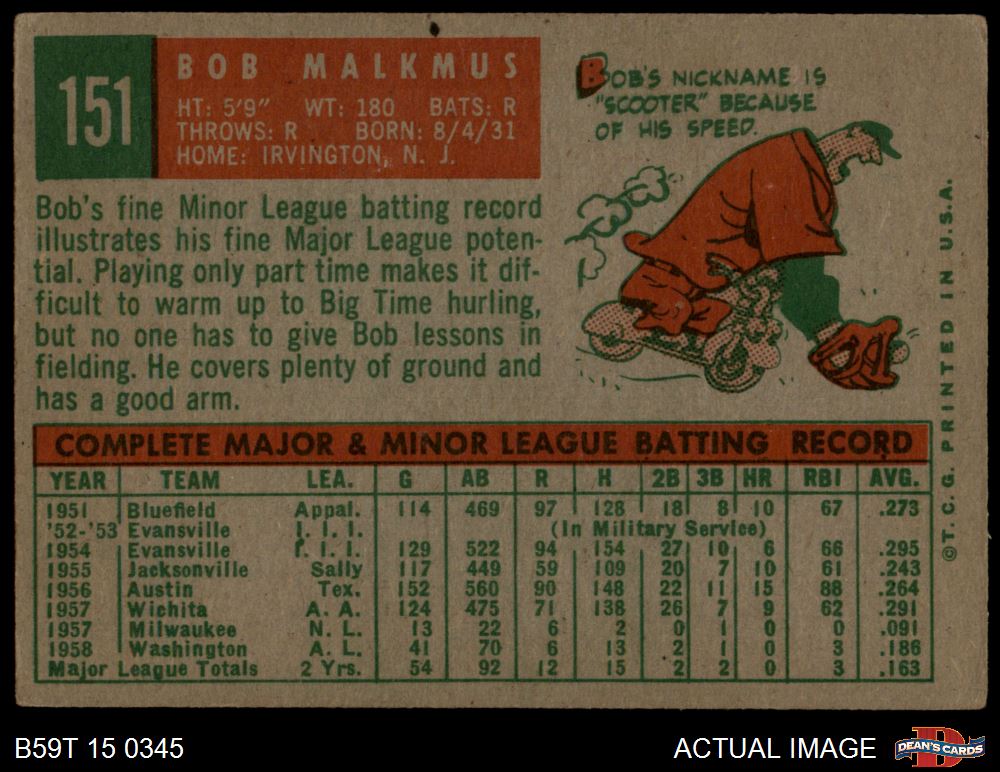 151
BOB MALKMUS
HT: 5'9" WT: 180 BATS: R
THROWS: R BORN: 8/4/31
HOME: IRVINGTON, N. J.
BOB'S NICKNAME IS
"SCOOTER" BECAUSE
OF HIS SPEED.
Bob's fine Minor League batting record
illustrates his fine Major League poten-
tial. Playing only part time makes it dif-
ficult to warm up to Big Time hurling,
but no one has to give Bob lessons in
fielding. He covers plenty of ground and
has a good arm.
©T. C. G. PRINTED IN U.S.A.
COMPLETE MAJOR & MINOR LEAGUE BATTING RECORD
YEAR TEAM LEA. G AB R H 2B 3B HR RBI AVG.
1951 Bluefield Appal. 114 469 97 128 18 8 10 67 .273
'52-'53 Evansville I. I. I. (In Military Service)
1954 Evansville I. I. I. 129 522 94 154 27 10 6 66 .295
1955 Jacksonville Sally 117 449 59 109 20 7 10 61 .243
1956 Austin Tex. 152 560 90 148 22 11 15 88 .264
1957 Wichita A. A. 124 475 71 138 26 7 9 62 .291
1957 Milwaukee N. L. 13 22 6 2 0 1 0 0 .091
1958 Washington A. L. 41 70 6 13 2 1 0 3 .186
Major League Totals 2 Yrs. 54 92 12 15 2 2 0 3 .163
B59T 15 0345
ACTUAL IMAGE
DEAN'S CARDS